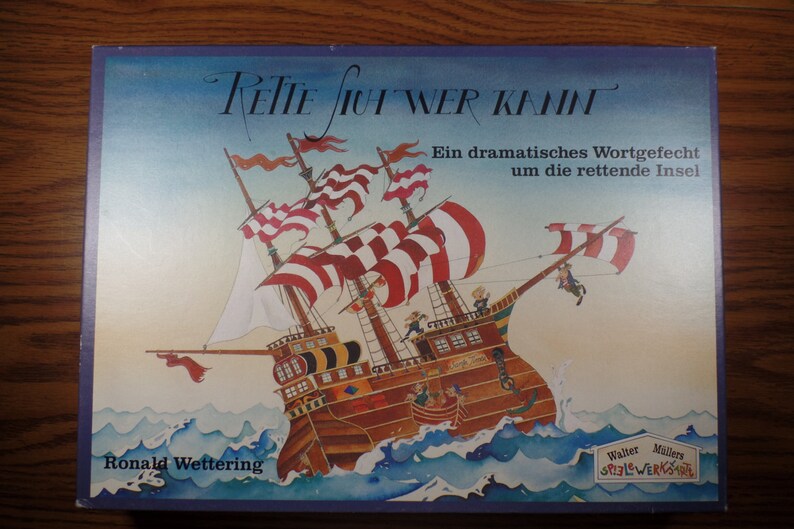 RETTE SICH WER KANN
Ein dramatisches Wortgefecht
um die rettende Insel
Ronald Wettering
Walter Müllers
SPIELEWERKSTATT